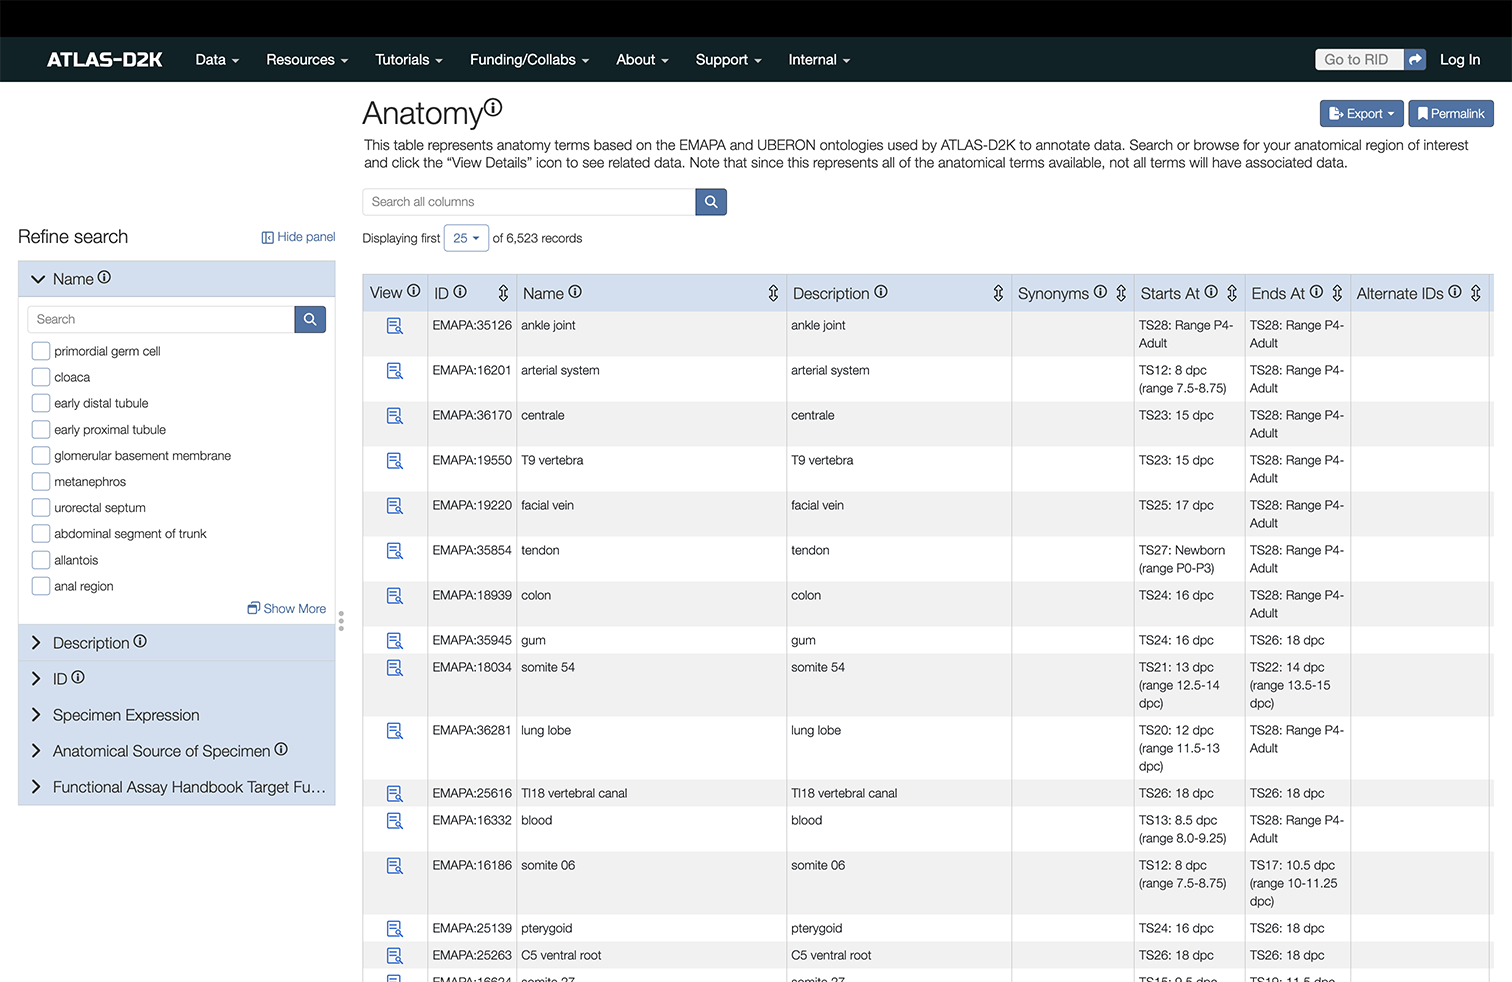 ATLAS-D2K Data Resources Tutorials Funding/Collabs About Support Internal Go to RID Log In
Anatomy
Export Permalink
This table represents anatomy terms based on the EMAPA and UBERON ontologies used by ATLAS-D2K to annotate data. Search or browse for your anatomical region of interest
and click the “View Details” icon to see related data. Note that since this represents all of the anatomical terms available, not all terms will have associated data.
Search all columns
Displaying first 25 of 6,523 records
Refine search Hide panel
Name
Search
primordial germ cell
cloaca
early distal tubule
early proximal tubule
glomerular basement membrane
metanephros
urorectal septum
abdominal segment of trunk
allantois
anal region
Show More
Description
ID
Specimen Expression
Anatomical Source of Specimen
Functional Assay Handbook Target Fu...
View ID Name Description Synonyms Starts At Ends At Alternate IDs
EMAPA:35126 ankle joint ankle joint TS28: Range P4- TS28: Range P4-
Adult Adult
EMAPA:16201 arterial system arterial system TS12: 8 dpc TS28: Range P4-
(range 7.5-8.75) Adult
EMAPA:36170 centrale centrale TS23: 15 dpc TS28: Range P4-
Adult
EMAPA:19550 T9 vertebra T9 vertebra TS23: 15 dpc TS28: Range P4-
Adult
EMAPA:19220 facial vein facial vein TS25: 17 dpc TS28: Range P4-
Adult
EMAPA:35854 tendon tendon TS27: Newborn TS28: Range P4-
(range P0-P3) Adult
EMAPA:18939 colon colon TS24: 16 dpc TS28: Range P4-
Adult
EMAPA:35945 gum gum TS24: 16 dpc TS26: 18 dpc
EMAPA:18034 somite 54 somite 54 TS21: 13 dpc TS22: 14 dpc
(range 12.5-14 (range 13.5-15
dpc) dpc)
EMAPA:36281 lung lobe lung lobe TS20: 12 dpc TS28: Range P4-
(range 11.5-13 Adult
dpc)
EMAPA:25616 Tl18 vertebral canal Tl18 vertebral canal TS26: 18 dpc TS26: 18 dpc
EMAPA:16332 blood blood TS13: 8.5 dpc TS28: Range P4-
(range 8.0-9.25) Adult
EMAPA:16186 somite 06 somite 06 TS12: 8 dpc TS17: 10.5 dpc
(range 7.5-8.75) (range 10-11.25
dpc)
EMAPA:25139 pterygoid pterygoid TS24: 16 dpc TS26: 18 dpc
EMAPA:25263 C5 ventral root C5 ventral root TS26: 18 dpc TS26: 18 dpc